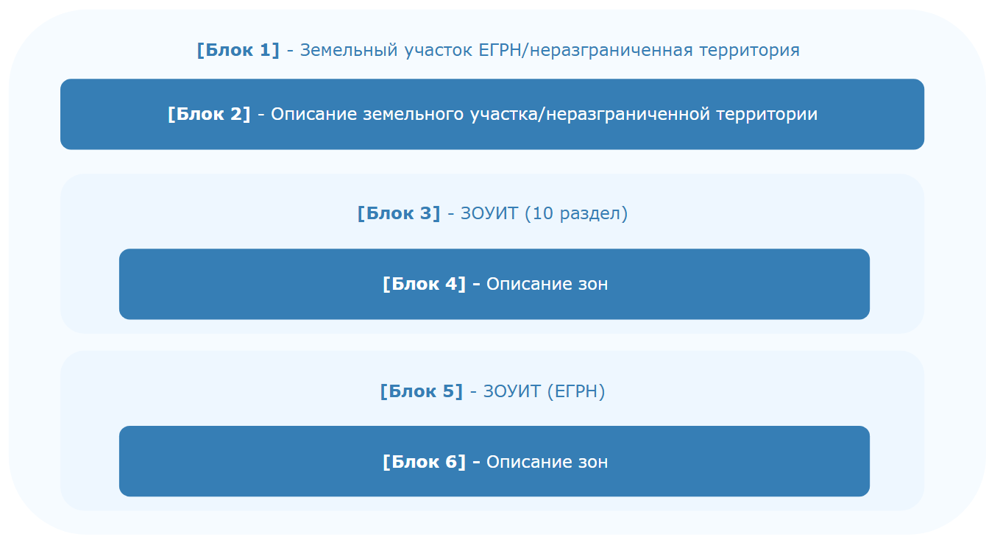 [Блок 1] - Земельный участок ЕГРН/неразграниченная территория
[Блок 2] - Описание земельного участка/неразграниченной территории
[Блок 3] - ЗОУИТ (10 раздел)
[Блок 4] - Описание зон
[Блок 5] - ЗОУИТ (ЕГРН)
[Блок 6] - Описание зон